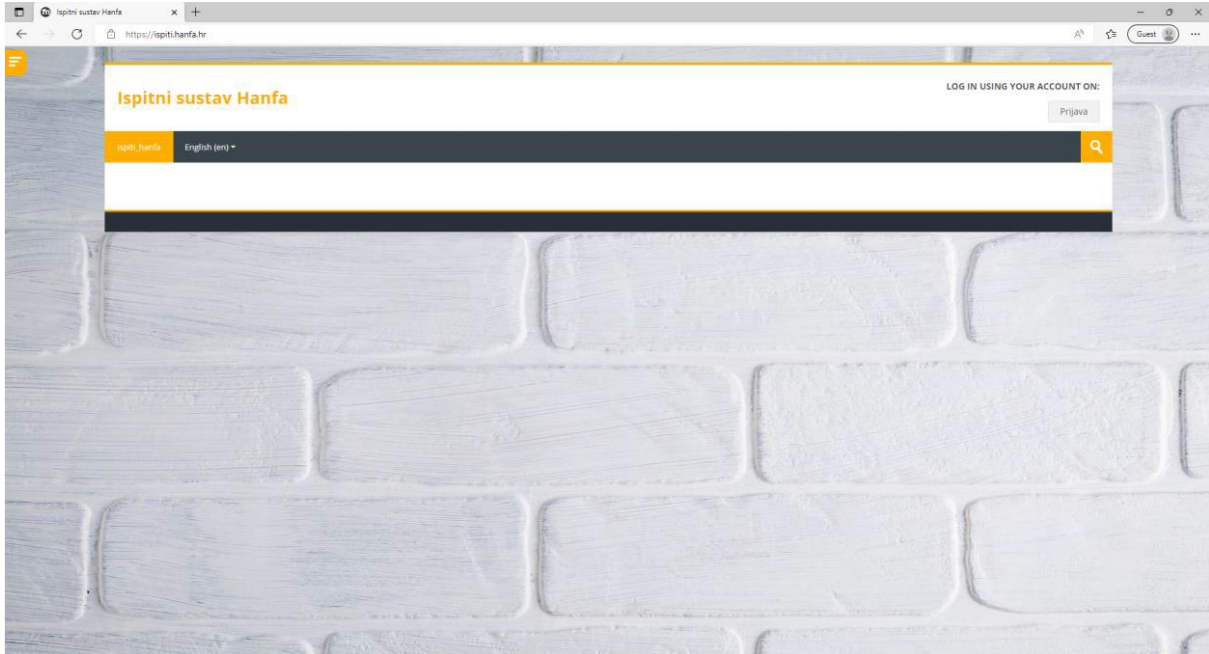 Ispitni sustav Hanfa
https://ispiti.hanfa.hr
Guest
Ispitni sustav Hanfa
LOG IN USING YOUR ACCOUNT ON:
Prijava
Ispiti_hanfa
English (en)